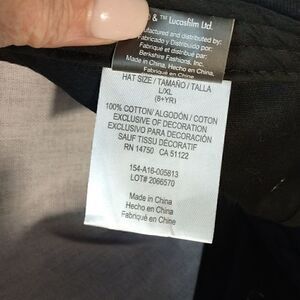 © & ™ Lucasfilm Ltd.
Manufactured and distributed by:
Fabricado y Distribuido por:
Fabriqué et distribué par:
Berkshire Fashions, Inc.
Made in China, Hecho en China,
Fabriqué en Chine
HAT SIZE / TAMAÑO / TALLA
L/XL
(8+YR)
100% COTTON/ ALGODÓN / COTON
EXCLUSIVE OF DECORATION
EXCLUSIVO PARA DECORACIÓN
SAUF TISSU DÉCORATIF
RN 14750 CA 51122
154-A16-005813
LOT# 2066570
Made in China
Hecho en China
Fabriqué en Chine